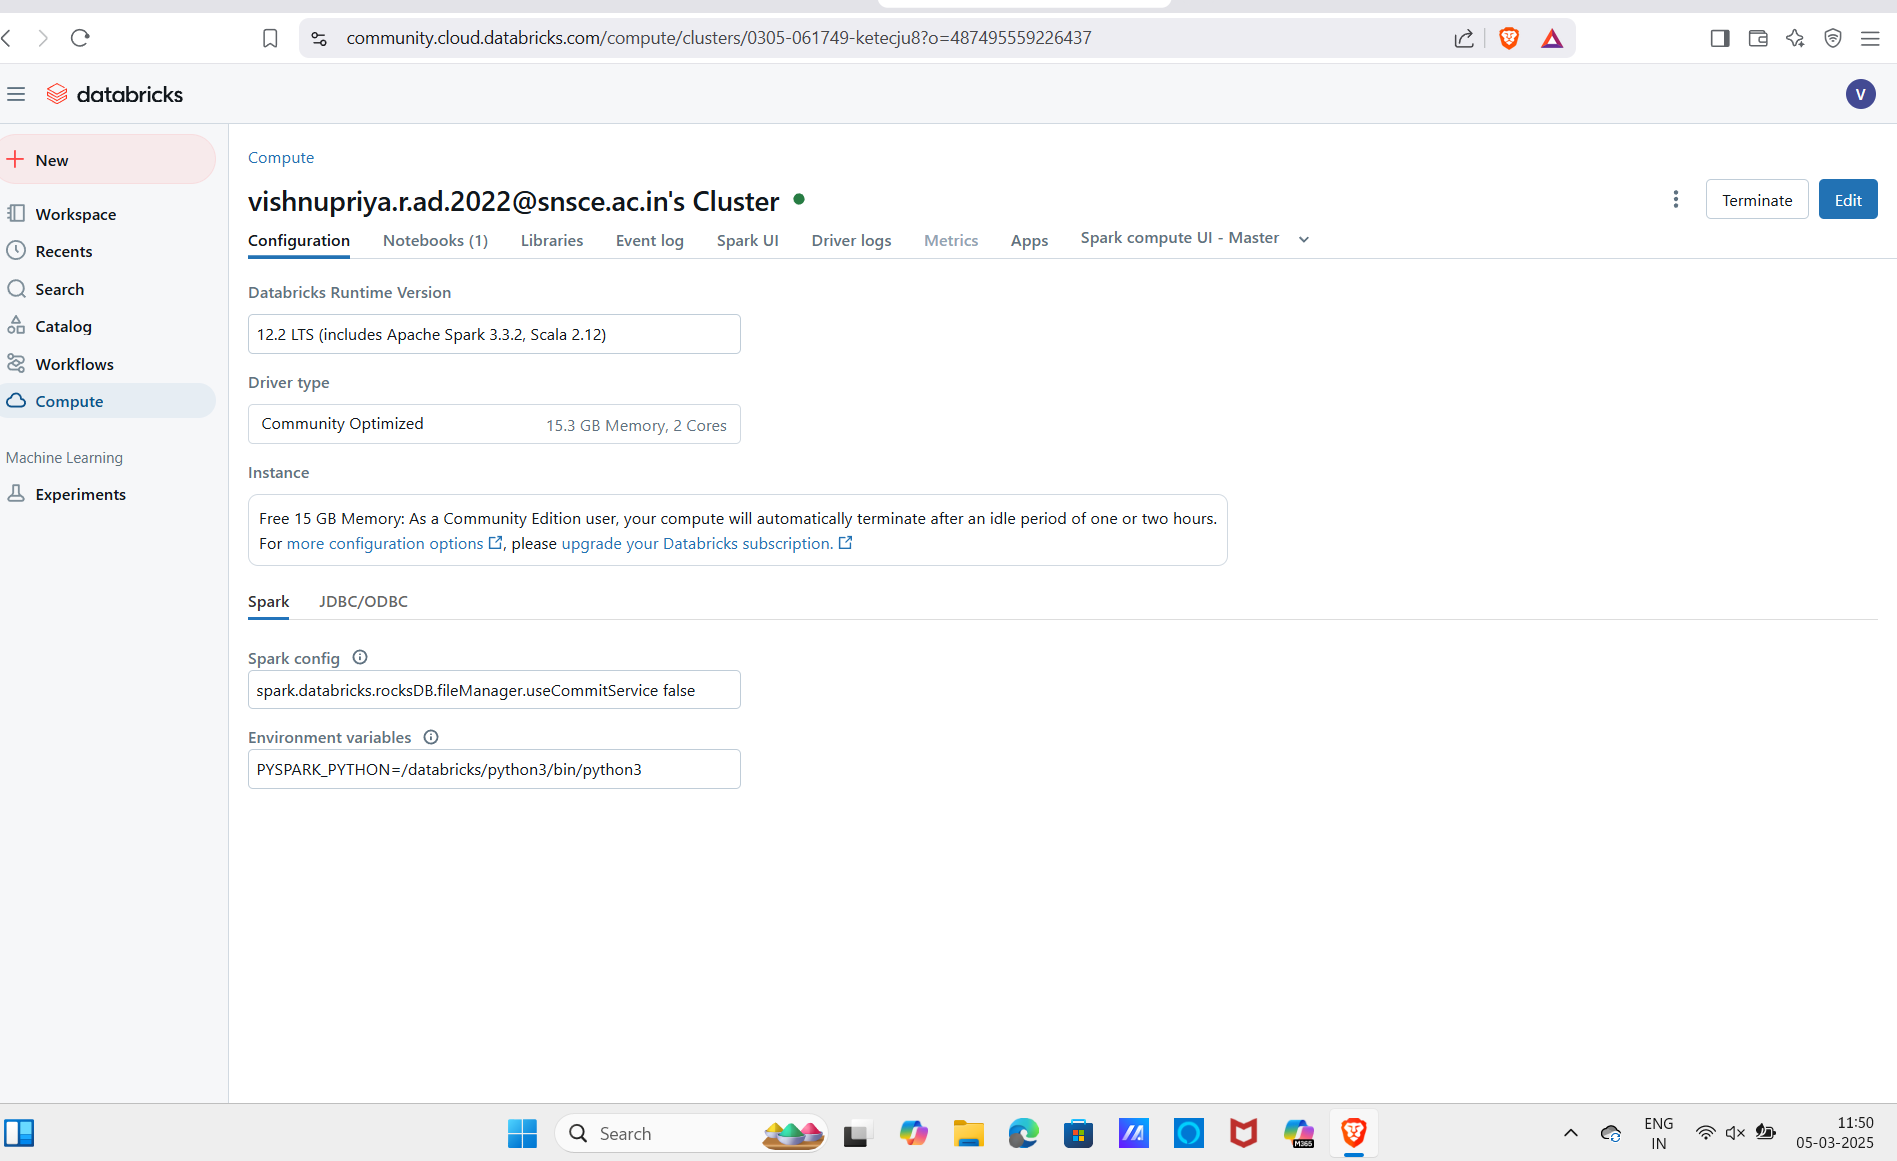 community.cloud.databricks.com/compute/clusters/0305-061749-ketecju8?o=487495559226437
databricks
V
New
Workspace
Recents
Search
Catalog
Workflows
Compute
Machine Learning
Experiments
Compute
vishnupriya.r.ad.2022@snsce.ac.in's Cluster
Terminate
Edit
Configuration Notebooks (1) Libraries Event log Spark UI Driver logs Metrics Apps Spark compute UI - Master
Databricks Runtime Version
12.2 LTS (includes Apache Spark 3.3.2, Scala 2.12)
Driver type
Community Optimized 15.3 GB Memory, 2 Cores
Instance
Free 15 GB Memory: As a Community Edition user, your compute will automatically terminate after an idle period of one or two hours.
For more configuration options, please upgrade your Databricks subscription.
Spark JDBC/ODBC
Spark config
spark.databricks.rocksDB.fileManager.useCommitService false
Environment variables
PYSPARK_PYTHON=/databricks/python3/bin/python3
Search
M365
ENG
IN
11:50
05-03-2025